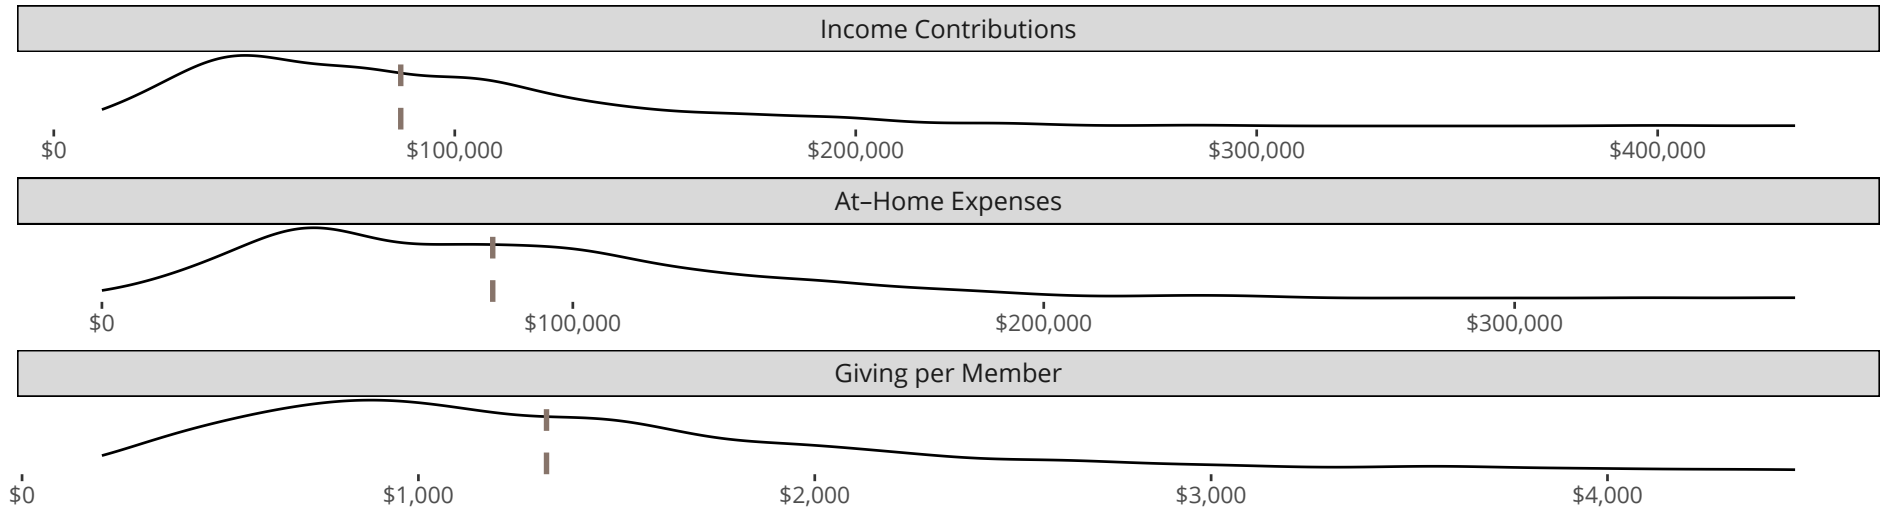 Income Contributions
$0 $100,000 $200,000 $300,000 $400,000
At–Home Expenses
$0 $100,000 $200,000 $300,000
Giving per Member
$0 $1,000 $2,000 $3,000 $4,000